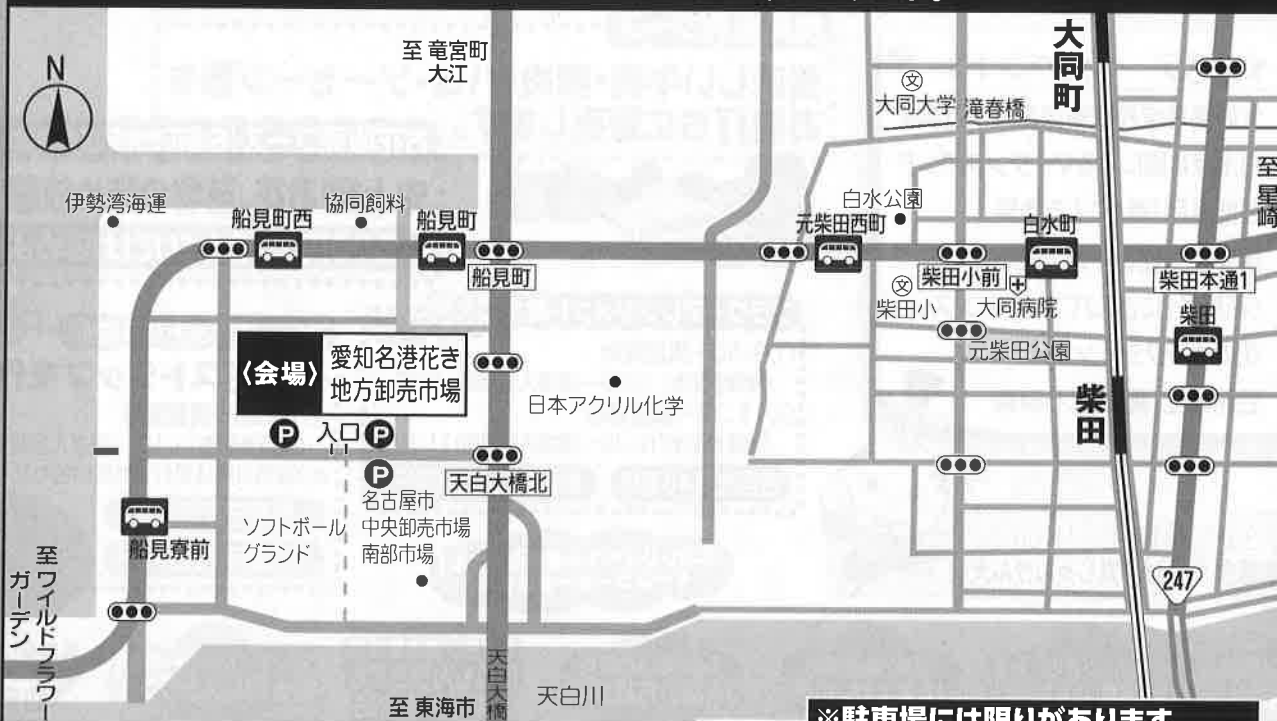 至 竜宮町
大江
大同町
N
文
大同大学
滝春橋
至星崎
伊勢湾海運
船見町西
協同飼料
船見町
白水公園
元柴田西町
白水町
船見町
柴田小前
柴田本通1
文
柴田小
大同病院
柴田
元柴田公園
〈会場〉
愛知名港花き
地方卸売市場
日本アクリル化学
柴田
P 入口 P
P
天白大橋北
名古屋市
中央卸売市場
南部市場
ソフトボール
グランド
船見寮前
247
至ワイルドフラワー
ガーデン
天白大橋
天白川
至 東海市
※駐車場には限りがあります